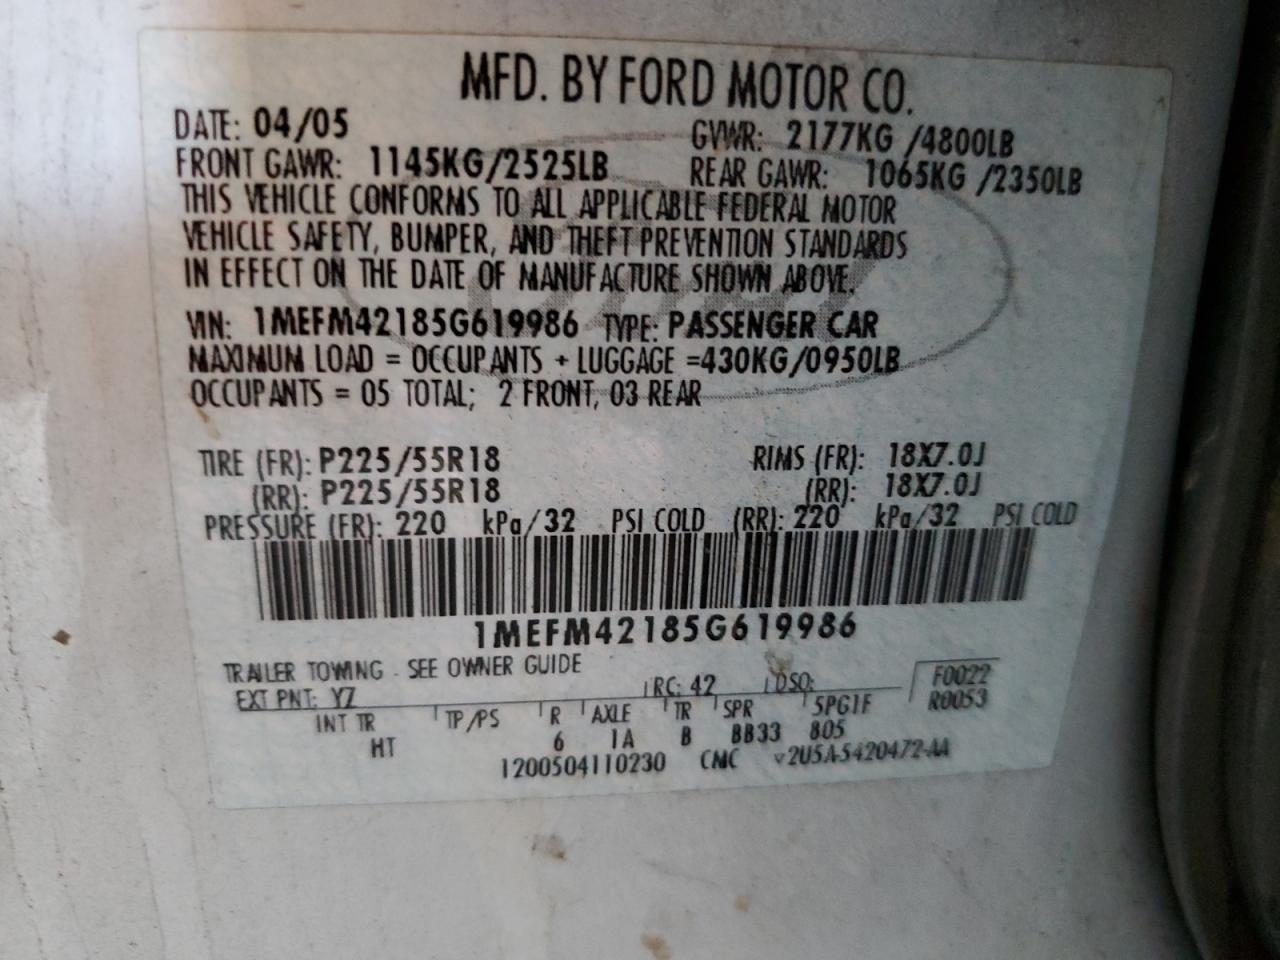 MFD. BY FORD MOTOR CO.
DATE: 04/05 GVWR: 2177KG /4800LB
FRONT GAWR: 1145KG/2525LB REAR GAWR: 1065KG /2350LB
THIS VEHICLE CONFORMS TO ALL APPLICABLE FEDERAL MOTOR
VEHICLE SAFETY, BUMPER, AND THEFT PREVENTION STANDARDS
IN EFFECT ON THE DATE OF MANUFACTURE SHOWN ABOVE.
VIN: 1MEFM42185G619986 TYPE: PASSENGER CAR
MAXIMUM LOAD = OCCUPANTS + LUGGAGE =430KG/0950LB
OCCUPANTS = 05 TOTAL; 2 FRONT, 03 REAR
TIRE (FR): P225/55R18 RIMS (FR): 18X7.0J
(RR): P225/55R18 (RR): 18X7.0J
PRESSURE (FR): 220 kPa/32 PSI COLD (RR): 220 kPa/32 PSI COLD
1MEFM42185G619986
TRAILER TOWING - SEE OWNER GUIDE
EXT PNT: YZ RC: 42 DSO: F0022
R0053
INT TR TP/PS R AXLE TR SPR 5PG1F
HT 6 1A B BB33 805
1200504110230 CMC V2U5A-5420472-AA